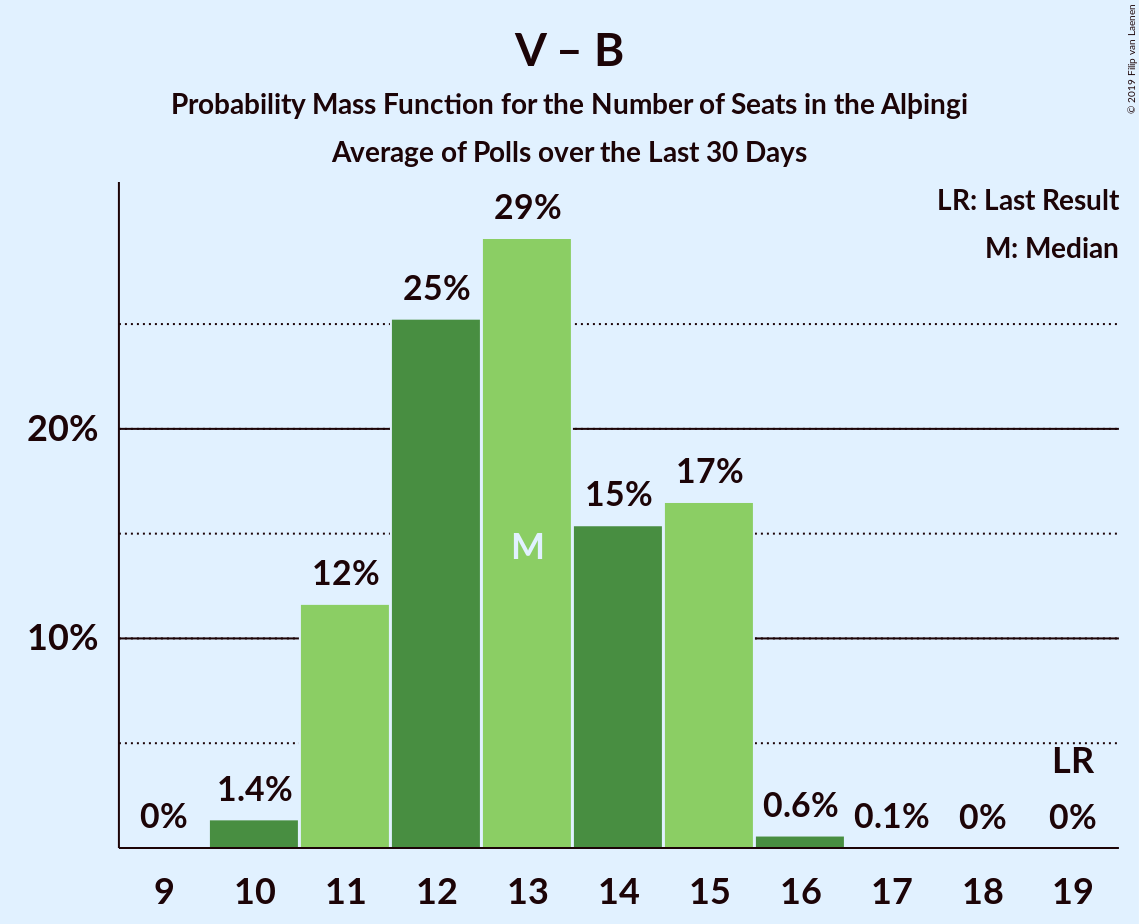 V – B
Probability Mass Function for the Number of Seats in the Alþingi
Average of Polls over the Last 30 Days
© 2019 Filip van Laenen
LR: Last Result
M: Median
29%
25%
20%
17%
15%
M
12%
10%
LR
1.4%
0.6%
0%
0.1%
0%
0%
9 10 11 12 13 14 15 16 17 18 19